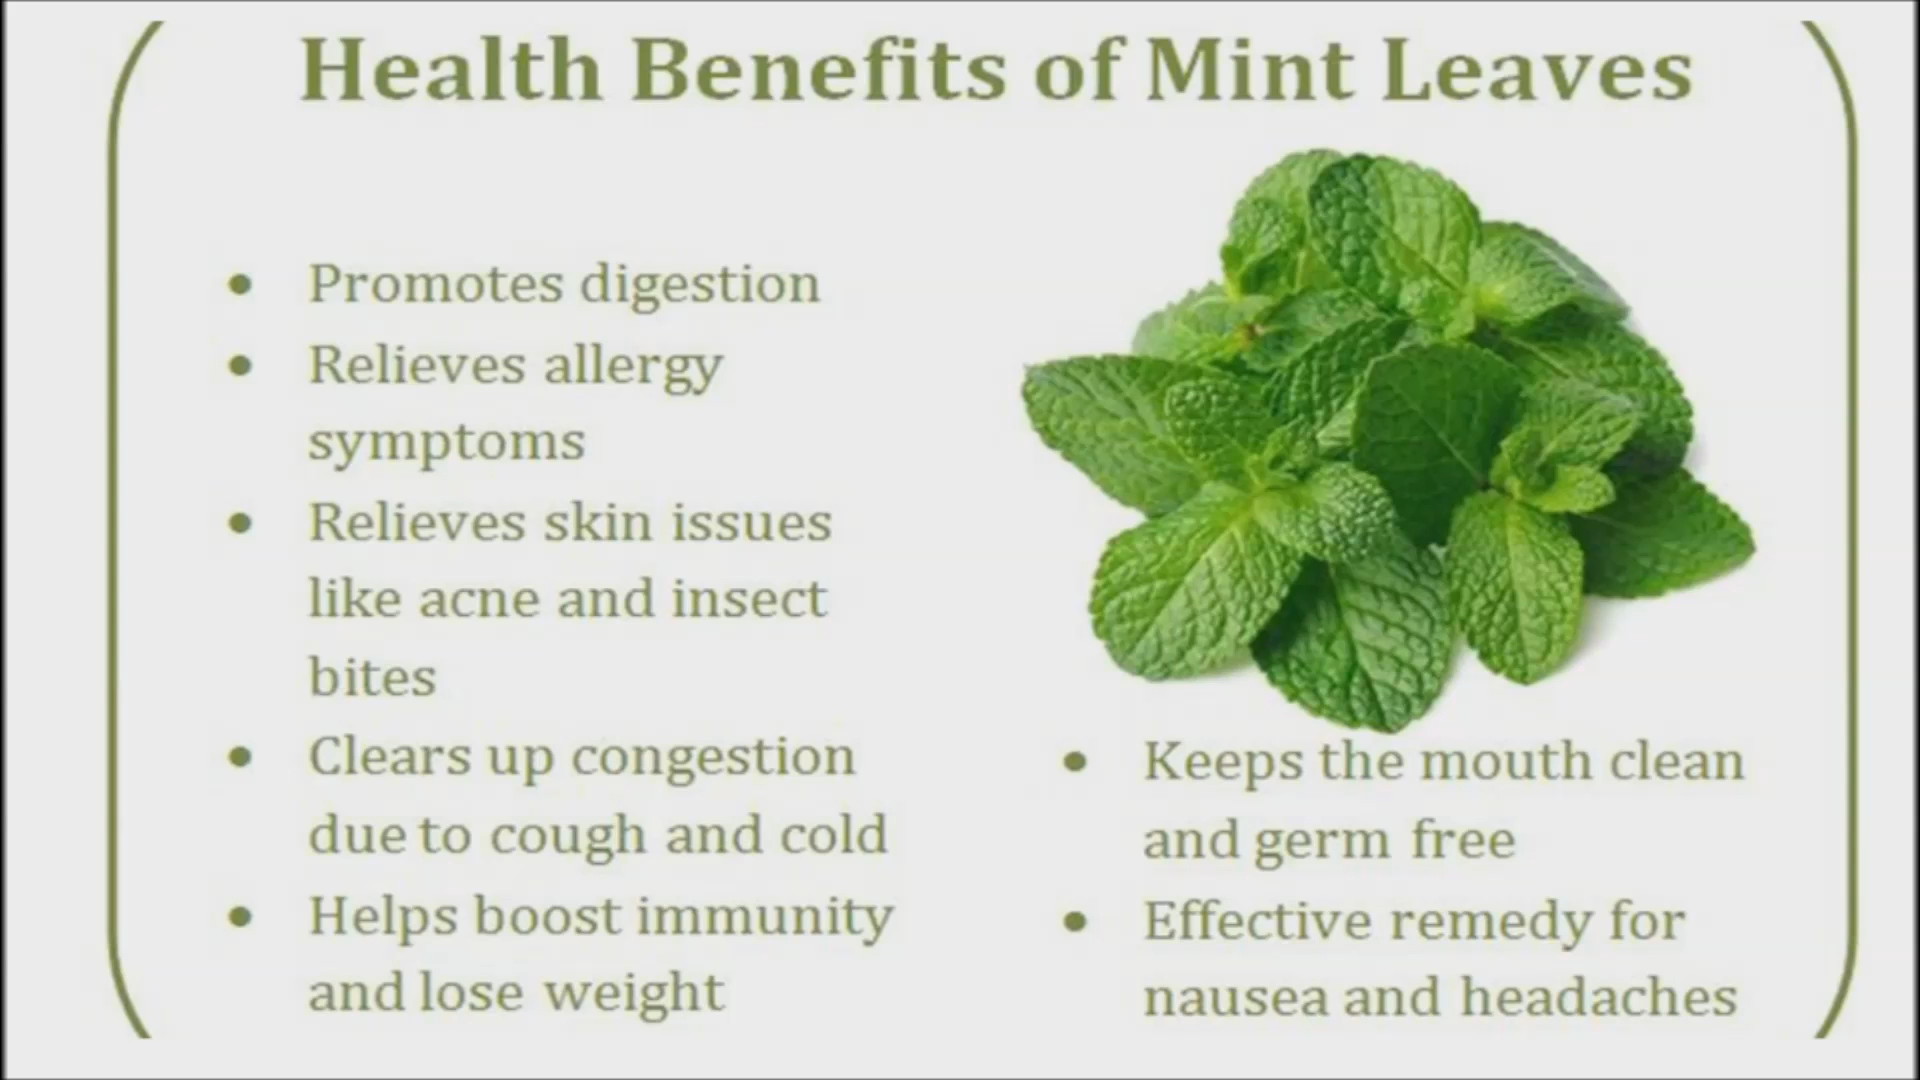 Health Benefits of Mint Leaves
• Promotes digestion
• Relieves allergy
symptoms
• Relieves skin issues
like acne and insect
bites
• Clears up congestion
due to cough and cold
• Helps boost immunity
and lose weight
• Keeps the mouth clean
and germ free
• Effective remedy for
nausea and headaches